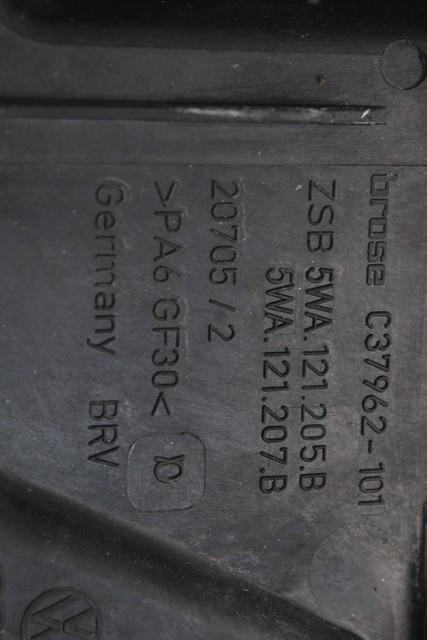 brose C37962-101
ZSB 5WA.121.205.B
5WA.121.207.B
20705 / 2
>PA6 GF30<
Germany BRV